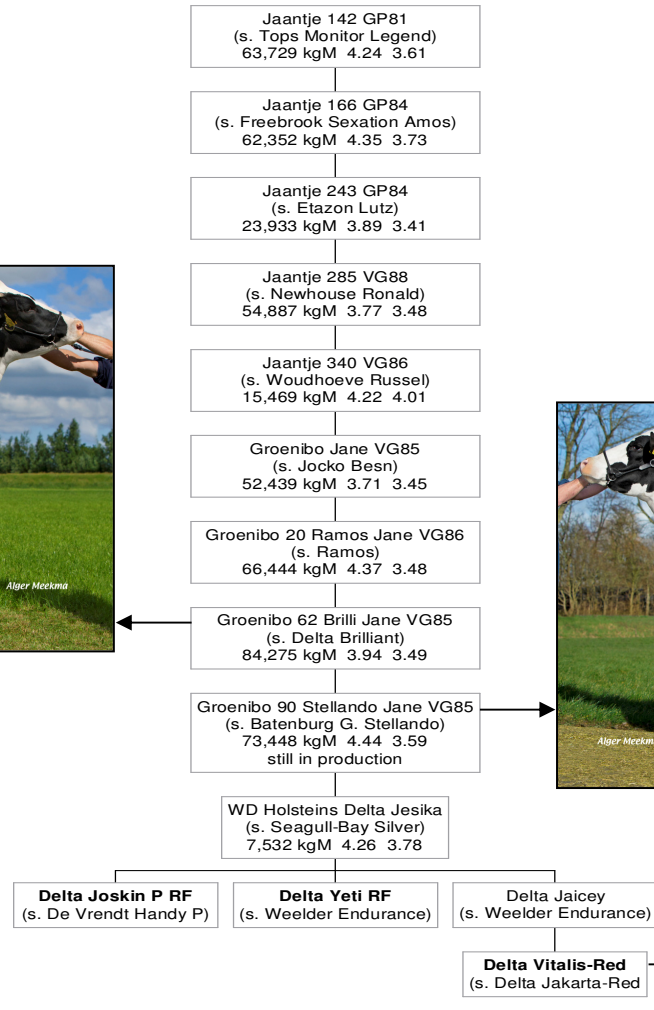 Jaantje 142 GP81
(s. Tops Monitor Legend)
63,729 kgM 4.24 3.61
Jaantje 166 GP84
(s. Freebrook Sexation Amos)
62,352 kgM 4.35 3.73
Jaantje 243 GP84
(s. Etazon Lutz)
23,933 kgM 3.89 3.41
Jaantje 285 VG88
(s. Newhouse Ronald)
54,887 kgM 3.77 3.48
Jaantje 340 VG86
(s. Woudhoeve Russel)
15,469 kgM 4.22 4.01
Groenibo Jane VG85
(s. Jocko Besn)
52,439 kgM 3.71 3.45
Groenibo 20 Ramos Jane VG86
(s. Ramos)
66,444 kgM 4.37 3.48
Alger Meekma
Groenibo 62 Brilli Jane VG85
(s. Delta Brilliant)
84,275 kgM 3.94 3.49
Groenibo 90 Stellando Jane VG85
(s. Batenburg G. Stellando)
73,448 kgM 4.44 3.59
still in production
Alger Meekm
WD Holsteins Delta Jesika
(s. Seagull-Bay Silver)
7,532 kgM 4.26 3.78
Delta Joskin P RF
(s. De Vrendt Handy P)
Delta Yeti RF
(s. Weelder Endurance)
Delta Jaicey
(s. Weelder Endurance)
Delta Vitalis-Red
(s. Delta Jakarta-Red